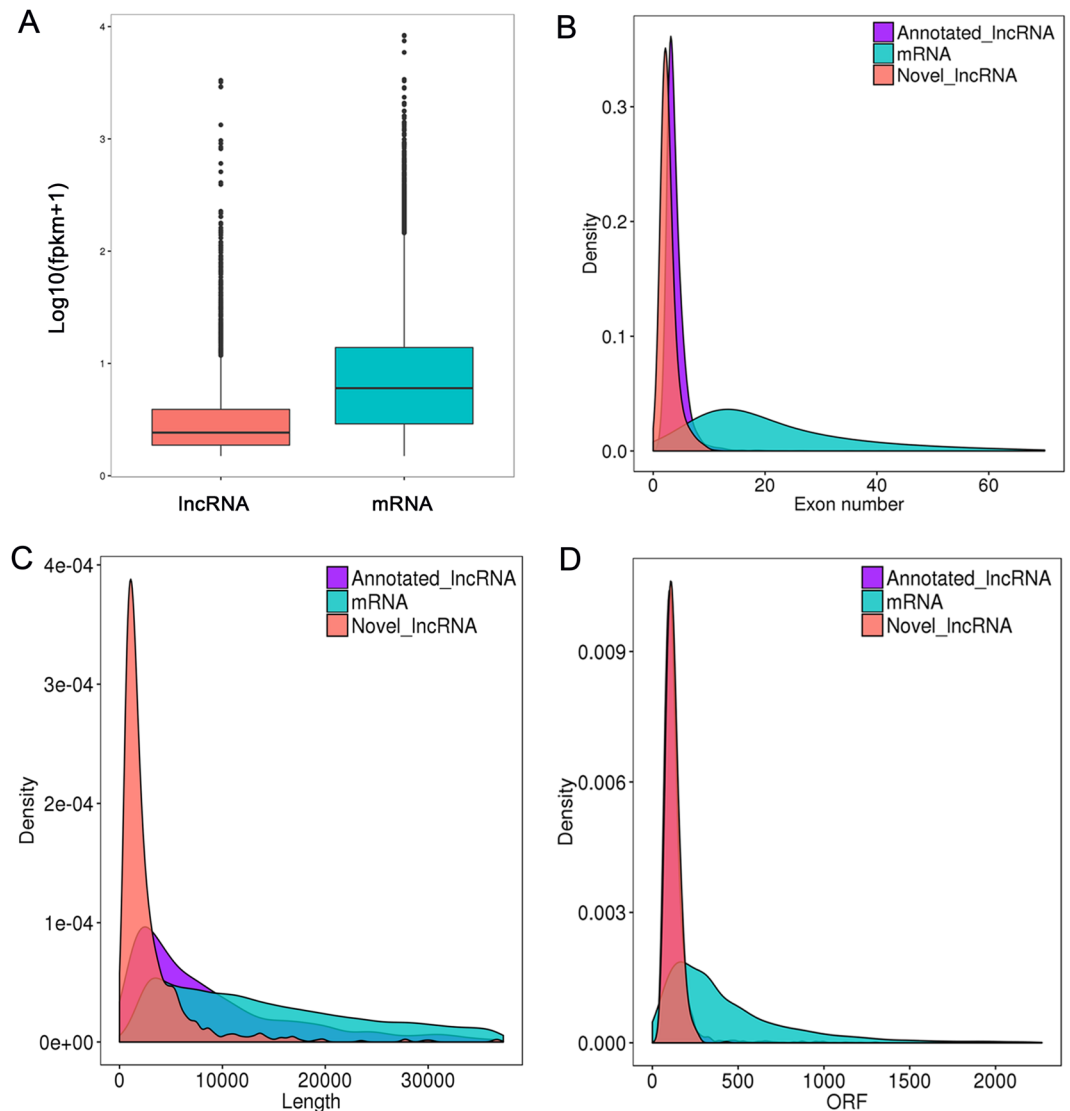 A
4
3
2
1
0
Log10(fpkm+1)
lncRNA
mRNA
B
Annotated_lncRNA
mRNA
Novel_lncRNA
0.3
0.2
0.1
0.0
Density
0
20
40
60
Exon number
C
Annotated_lncRNA
mRNA
Novel_lncRNA
4e-04
3e-04
2e-04
1e-04
0e+00
Density
0
10000
20000
30000
Length
D
Annotated_lncRNA
mRNA
Novel_lncRNA
0.009
0.006
0.003
0.000
Density
0
500
1000
1500
2000
ORF